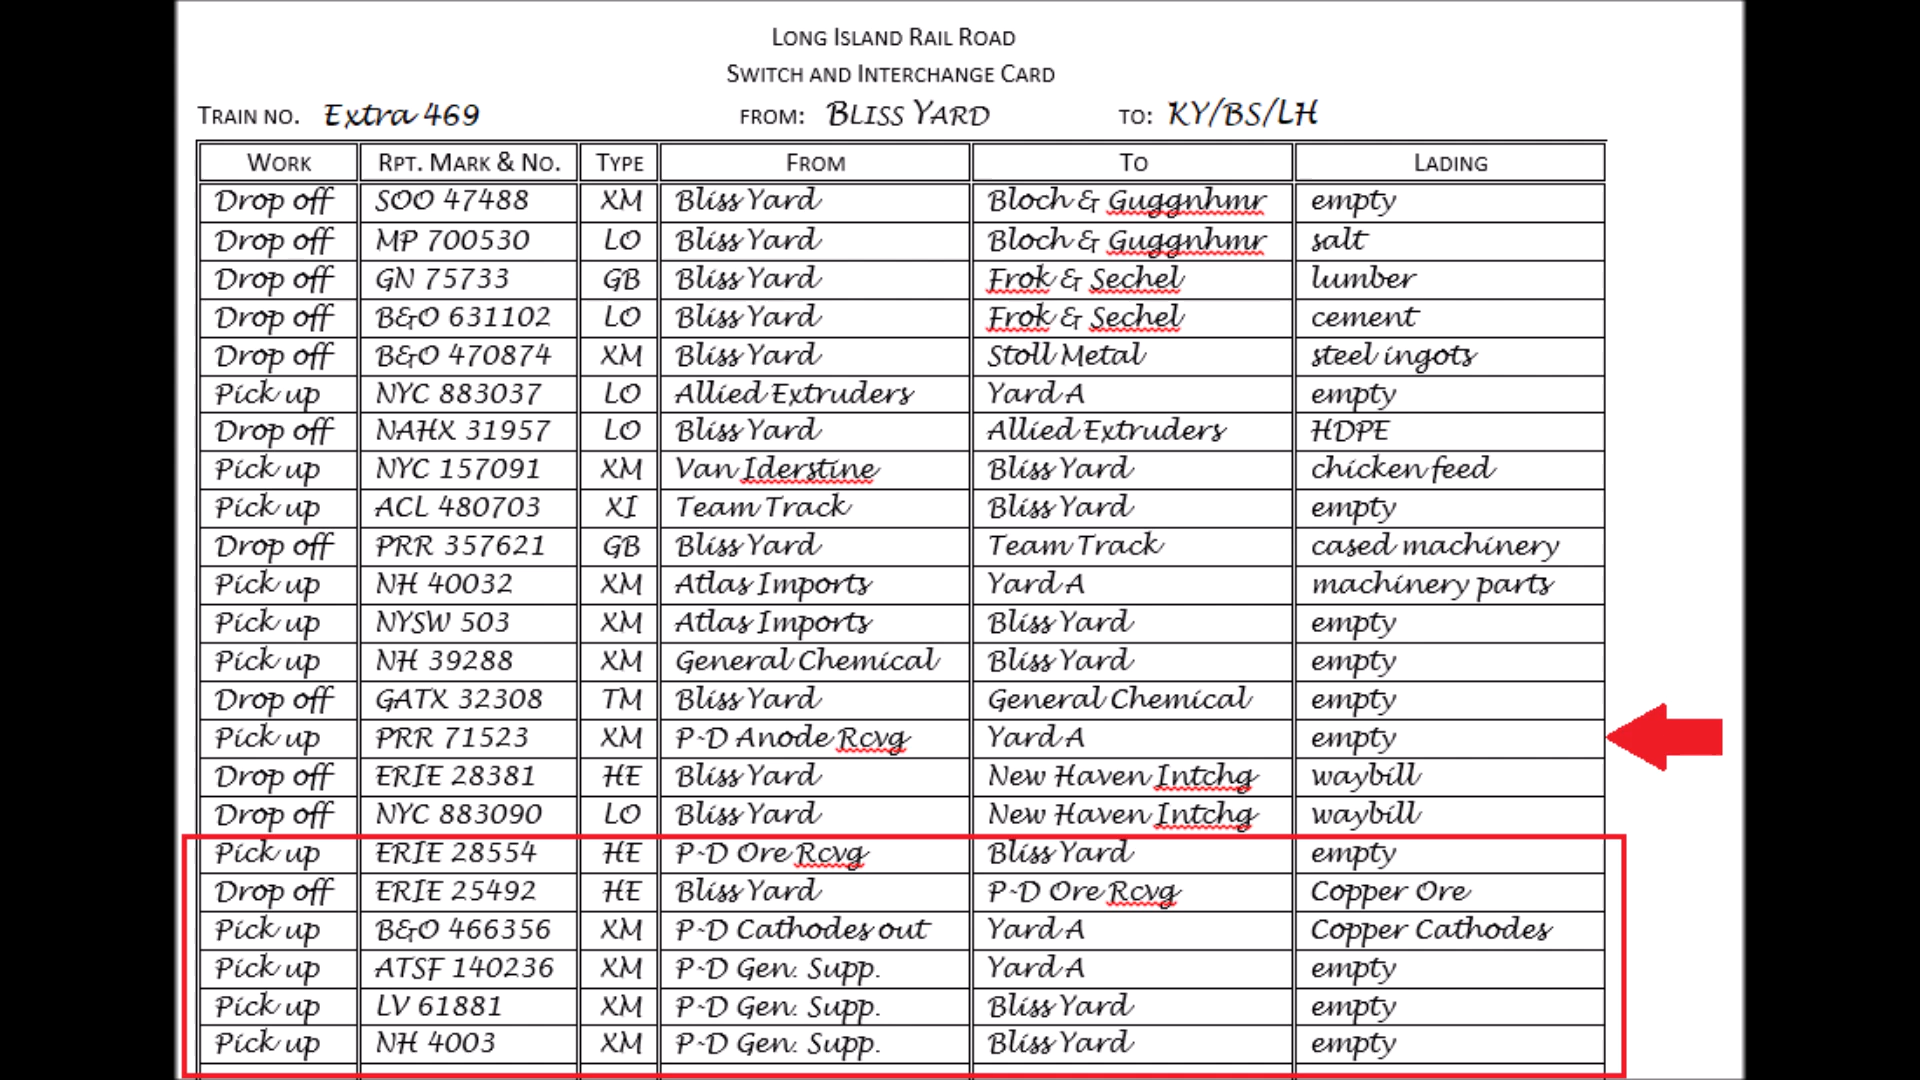 Long Island Rail Road
Switch and Interchange Card
Train no. Extra 469 from: Bliss Yard to: KY/BS/LH
Work Rpt. Mark & No. Type From To Lading
Drop off SOO 47488 XM Bliss Yard Bloch & Guggnhmr empty
Drop off MP 700530 LO Bliss Yard Bloch & Guggnhmr salt
Drop off GN 75733 GB Bliss Yard Frok & Sechel lumber
Drop off B&O 631102 LO Bliss Yard Frok & Sechel cement
Drop off B&O 470874 XM Bliss Yard Stoll Metal steel ingots
Pick up NYC 883037 LO Allied Extruders Yard A empty
Drop off NAHX 31957 LO Bliss Yard Allied Extruders HDPE
Pick up NYC 157091 XM Van Iderstine Bliss Yard chicken feed
Pick up ACL 480703 XI Team Track Bliss Yard empty
Drop off PRR 357621 GB Bliss Yard Team Track cased machinery
Pick up NH 40032 XM Atlas Imports Yard A machinery parts
Pick up NYSW 503 XM Atlas Imports Bliss Yard empty
Pick up NH 39288 XM General Chemical Bliss Yard empty
Drop off GATX 32308 TM Bliss Yard General Chemical empty
Pick up PRR 71523 XM P-D Anode Rcvg Yard A empty
Drop off ERIE 28381 HE Bliss Yard New Haven Intchg waybill
Drop off NYC 883090 LO Bliss Yard New Haven Intchg waybill
Pick up ERIE 28554 HE P-D Ore Rcvg Bliss Yard empty
Drop off ERIE 25492 HE Bliss Yard P-D Ore Rcvg Copper Ore
Pick up B&O 466356 XM P-D Cathodes out Yard A Copper Cathodes
Pick up ATSF 140236 XM P-D Gen. Supp. Yard A empty
Pick up LV 61881 XM P-D Gen. Supp. Bliss Yard empty
Pick up NH 4003 XM P-D Gen. Supp. Bliss Yard empty